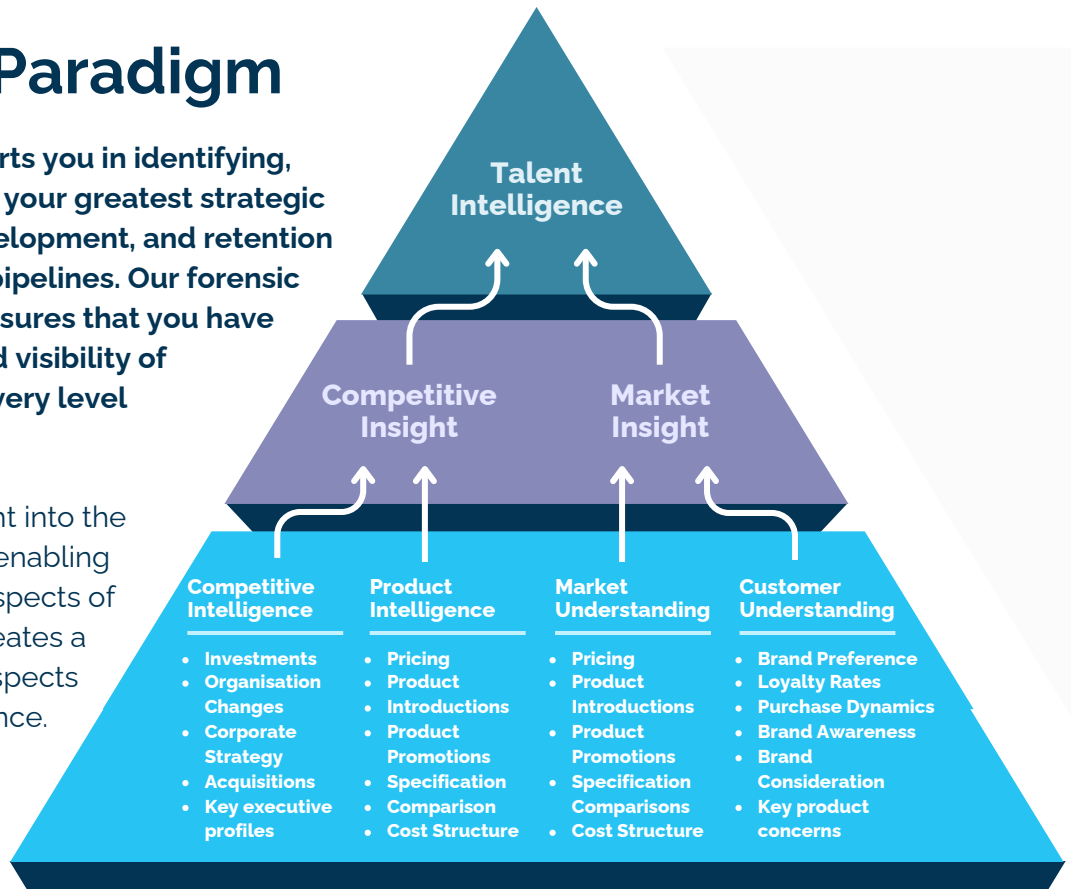 Paradigm
rts you in identifying,
your greatest strategic
elopment, and retention
pipelines. Our forensic
sures that you have
d visibility of
very level
nt into the
enabling
spects of
eates a
spects
nce.
Talent
Intelligence
Competitive
Insight
Market
Insight
Competitive
Intelligence
• Investments
• Organisation
Changes
• Corporate
Strategy
• Acquisitions
• Key executive
profiles
Product
Intelligence
• Pricing
• Product
• Introductions
• Product
Promotions
• Specification
• Comparison
• Cost Structure
Market
Understanding
• Pricing
• Product
Introductions
• Product
Promotions
• Specification
Comparisons
• Cost Structure
Customer
Understanding
• Brand Preference
• Loyalty Rates
• Purchase Dynamics
• Brand Awareness
• Brand
Consideration
• Key product
concerns